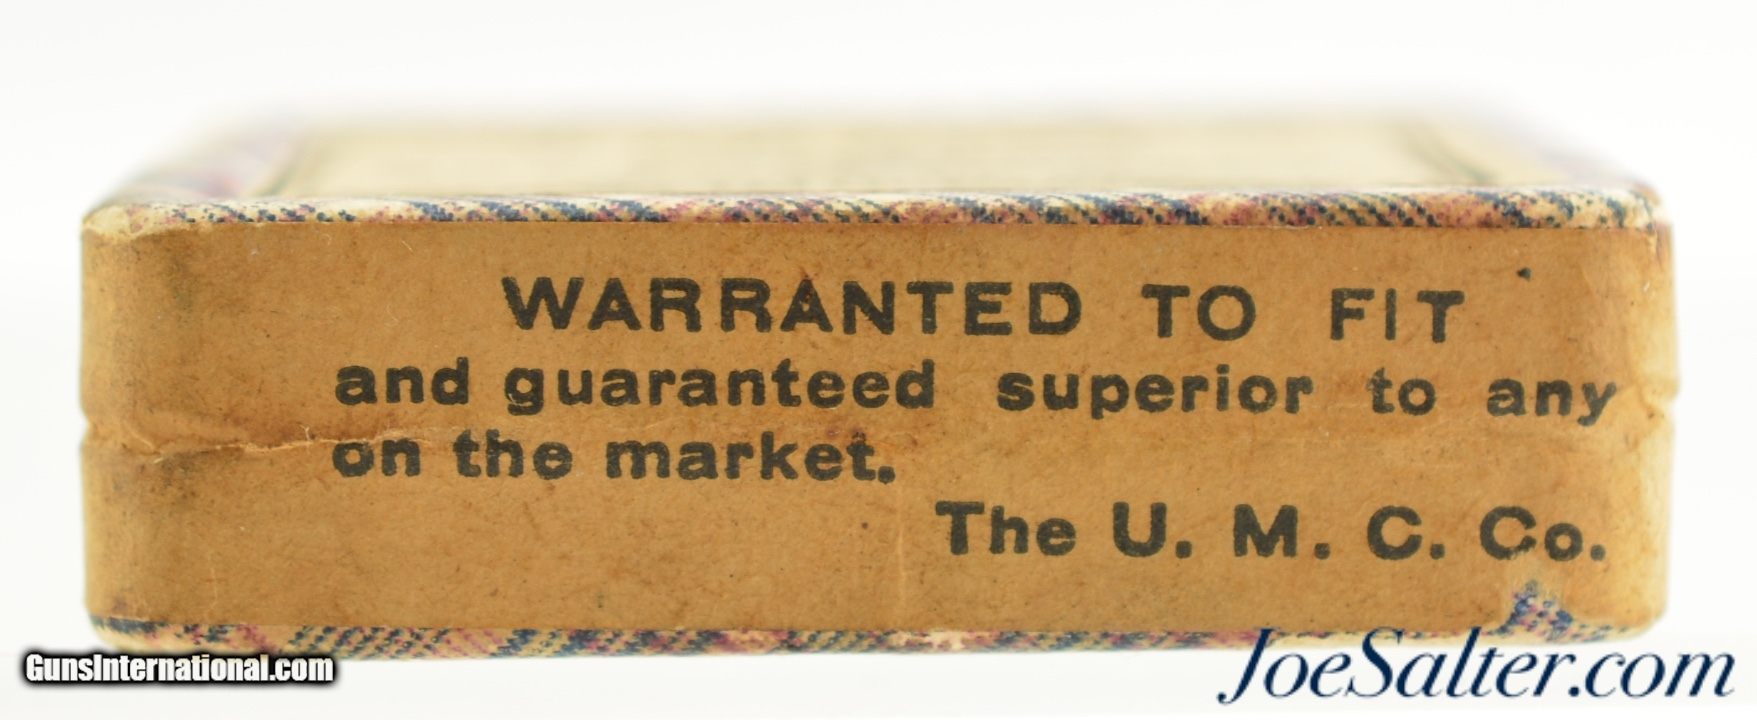 WARRANTED TO FIT
and guaranteed superior to any
on the market.
The U. M. C. Co.
GunsInternational.com
JoeSalter.com